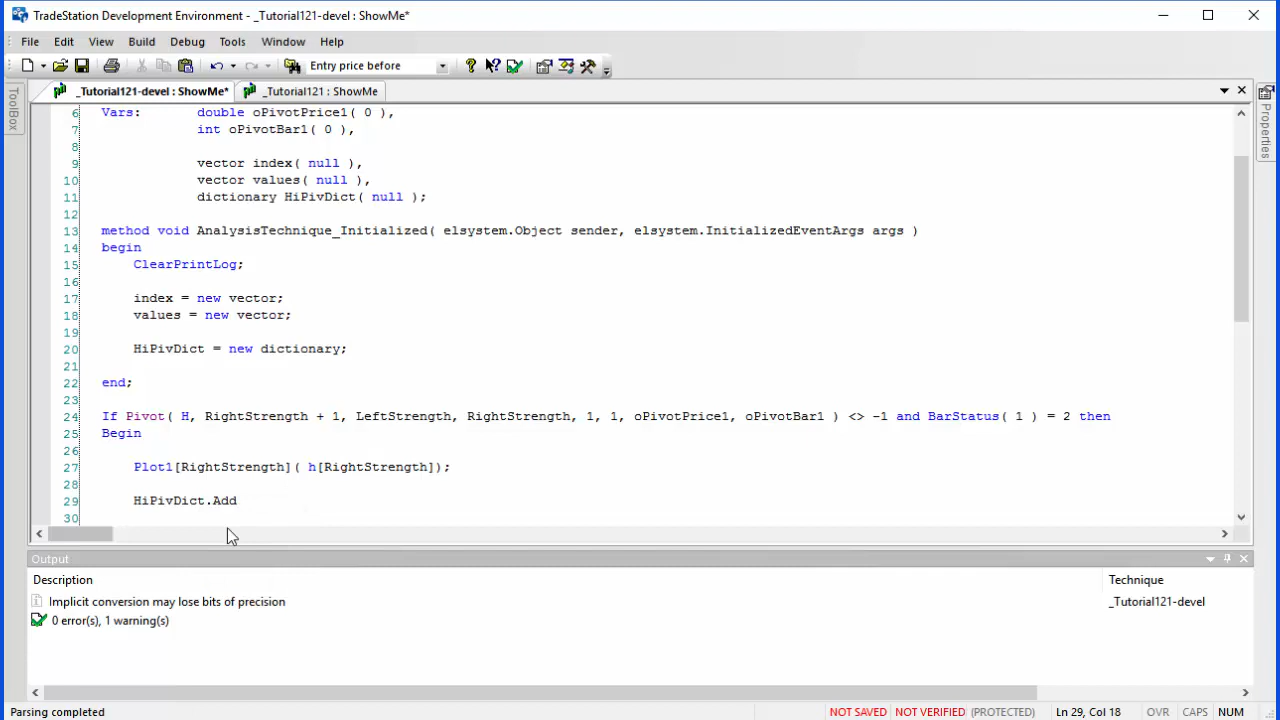 TradeStation Development Environment - _Tutorial121-devel : ShowMe*
File Edit View Build Debug Tools Window Help
Entry price before
_Tutorial121-devel : ShowMe* _Tutorial121 : ShowMe
ToolBox
Properties
6 Vars: double oPivotPrice1( 0 ),
7 int oPivotBar1( 0 ),
8
9 vector index( null ),
10 vector values( null ),
11 dictionary HiPivDict( null );
12
13 method void AnalysisTechnique_Initialized( elsystem.Object sender, elsystem.InitializedEventArgs args )
14 begin
15 ClearPrintLog;
16
17 index = new vector;
18 values = new vector;
19
20 HiPivDict = new dictionary;
21
22 end;
23
24 If Pivot( H, RightStrength + 1, LeftStrength, RightStrength, 1, 1, oPivotPrice1, oPivotBar1 ) <> -1 and BarStatus( 1 ) = 2 then
25 Begin
26
27 Plot1[RightStrength]( h[RightStrength]);
28
29 HiPivDict.Add
30
Output
Description Technique
Implicit conversion may lose bits of precision _Tutorial121-devel
0 error(s), 1 warning(s)
Parsing completed NOT SAVED NOT VERIFIED (PROTECTED) Ln 29, Col 18 OVR CAPS NUM